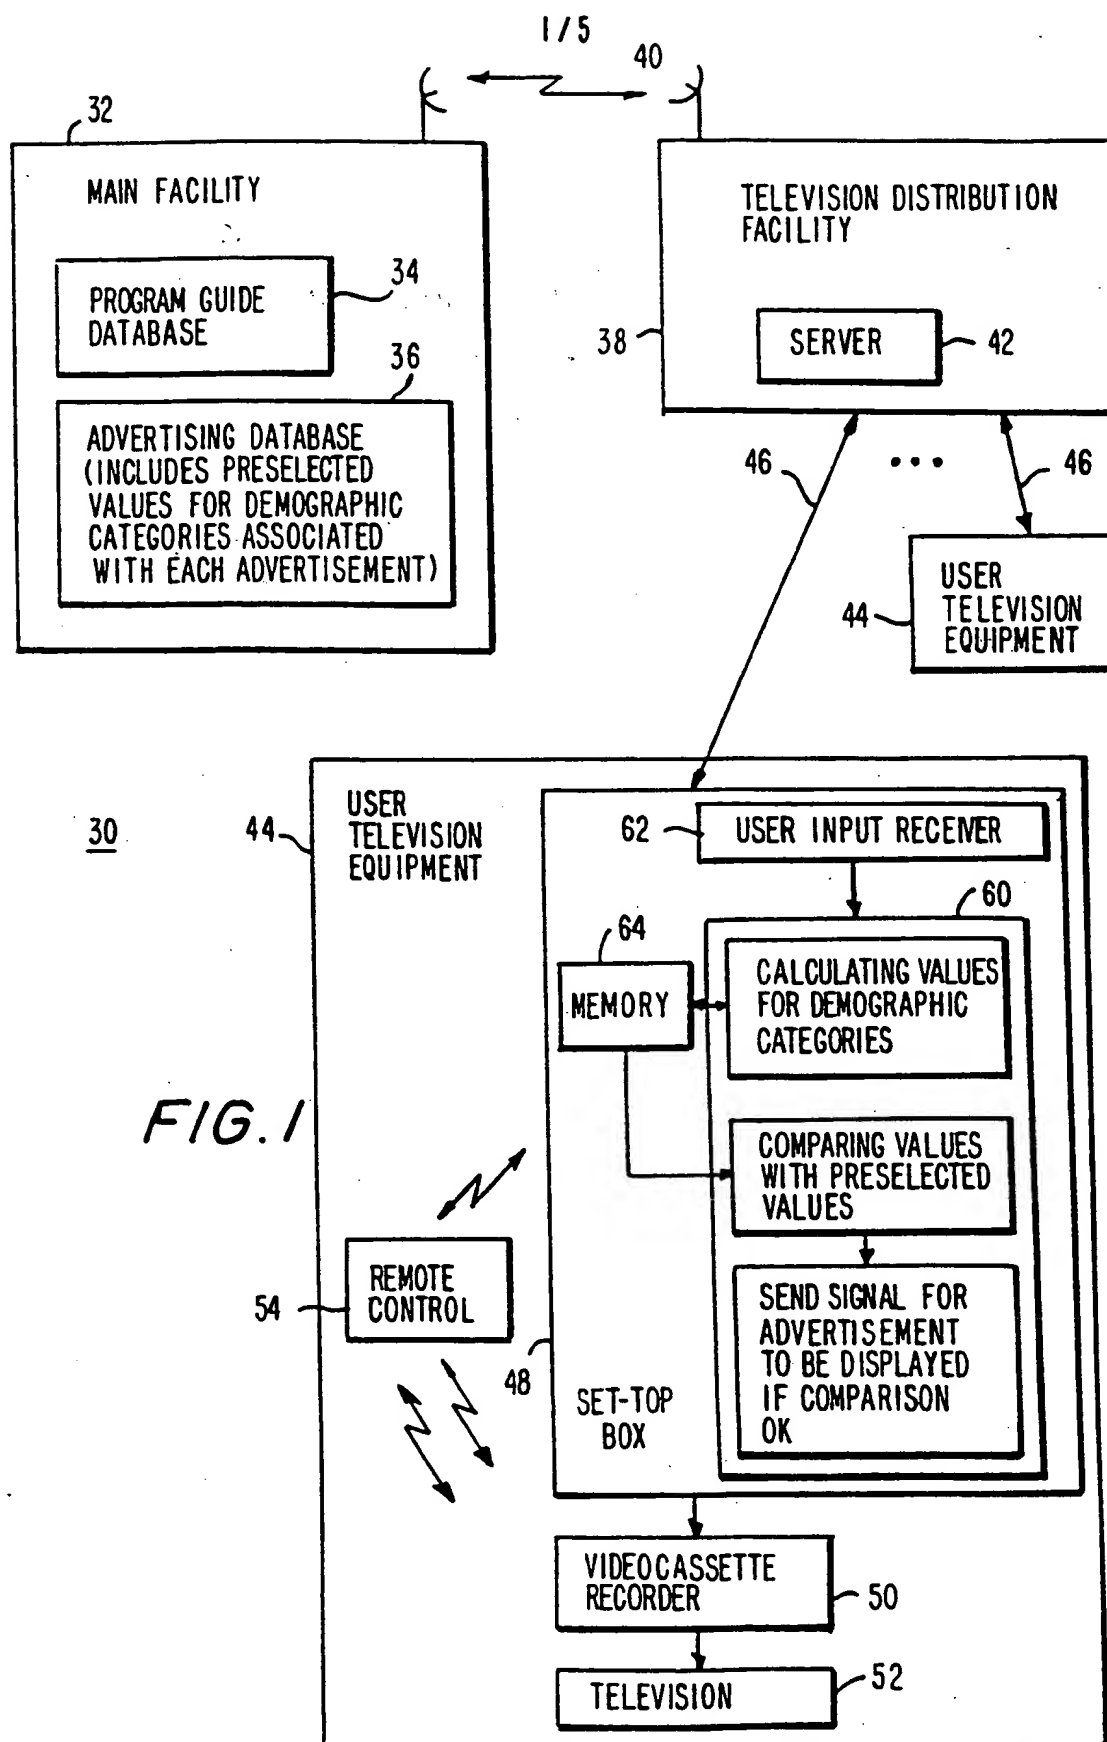 1/5
40
32
MAIN FACILITY
34
PROGRAM GUIDE
DATABASE
36
ADVERTISING DATABASE
(INCLUDES PRESELECTED
VALUES FOR DEMOGRAPHIC
CATEGORIES ASSOCIATED
WITH EACH ADVERTISEMENT)
TELEVISION DISTRIBUTION
FACILITY
38
SERVER
42
46
•••
46
44
USER
TELEVISION
EQUIPMENT
30
44
USER
TELEVISION
EQUIPMENT
62
USER INPUT RECEIVER
60
64
MEMORY
CALCULATING VALUES
FOR DEMOGRAPHIC
CATEGORIES
FIG. 1
COMPARING VALUES
WITH PRESELECTED
VALUES
54
REMOTE
CONTROL
SEND SIGNAL FOR
ADVERTISEMENT
TO BE DISPLAYED
IF COMPARISON
OK
48
SET-TOP
BOX
VIDEOCASSETTE
RECORDER
50
TELEVISION
52